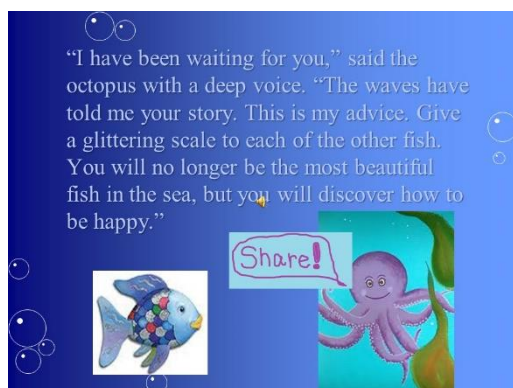 “I have been waiting for you,” said the
octopus with a deep voice. “The waves have
told me your story. This is my advice. Give
a glittering scale to each of the other fish.
You will no longer be the most beautiful
fish in the sea, but you will discover how to
be happy.”
Share!